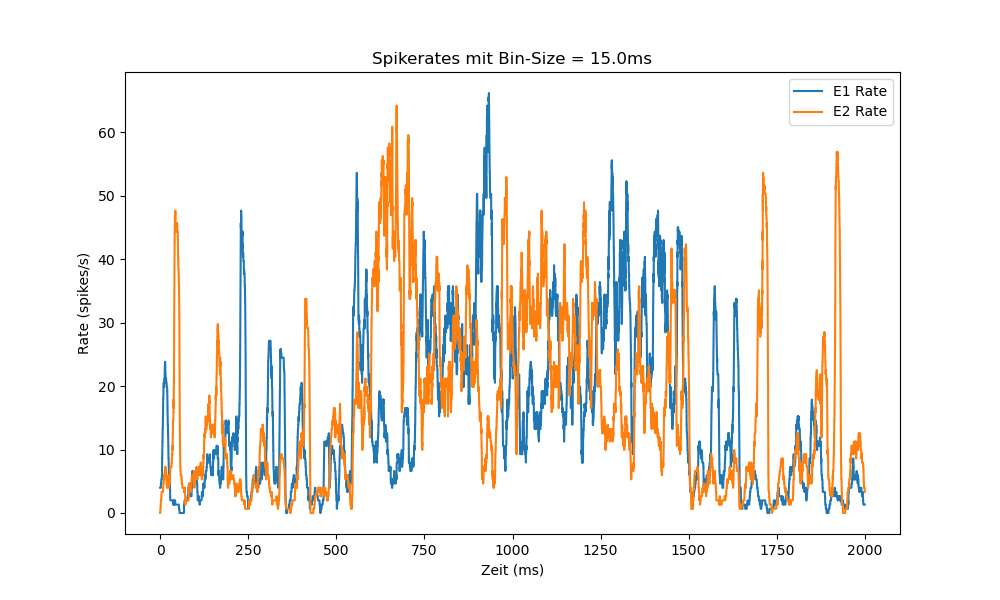 Spikerates mit Bin-Size = 15.0ms
E1 Rate
E2 Rate
Rate (spikes/s)
60
50
40
30
20
10
0
0 250 500 750 1000 1250 1500 1750 2000
Zeit (ms)